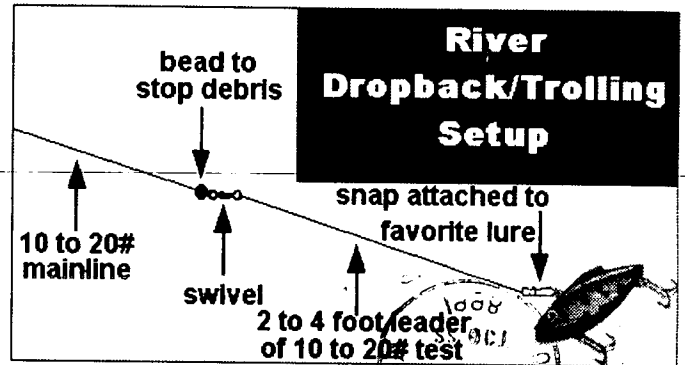 River
Dropback/Trolling
Setup
bead to
stop debris
snap attached to
favorite lure
10 to 20#
mainline
swivel
2 to 4 foot leader
of 10 to 20# test